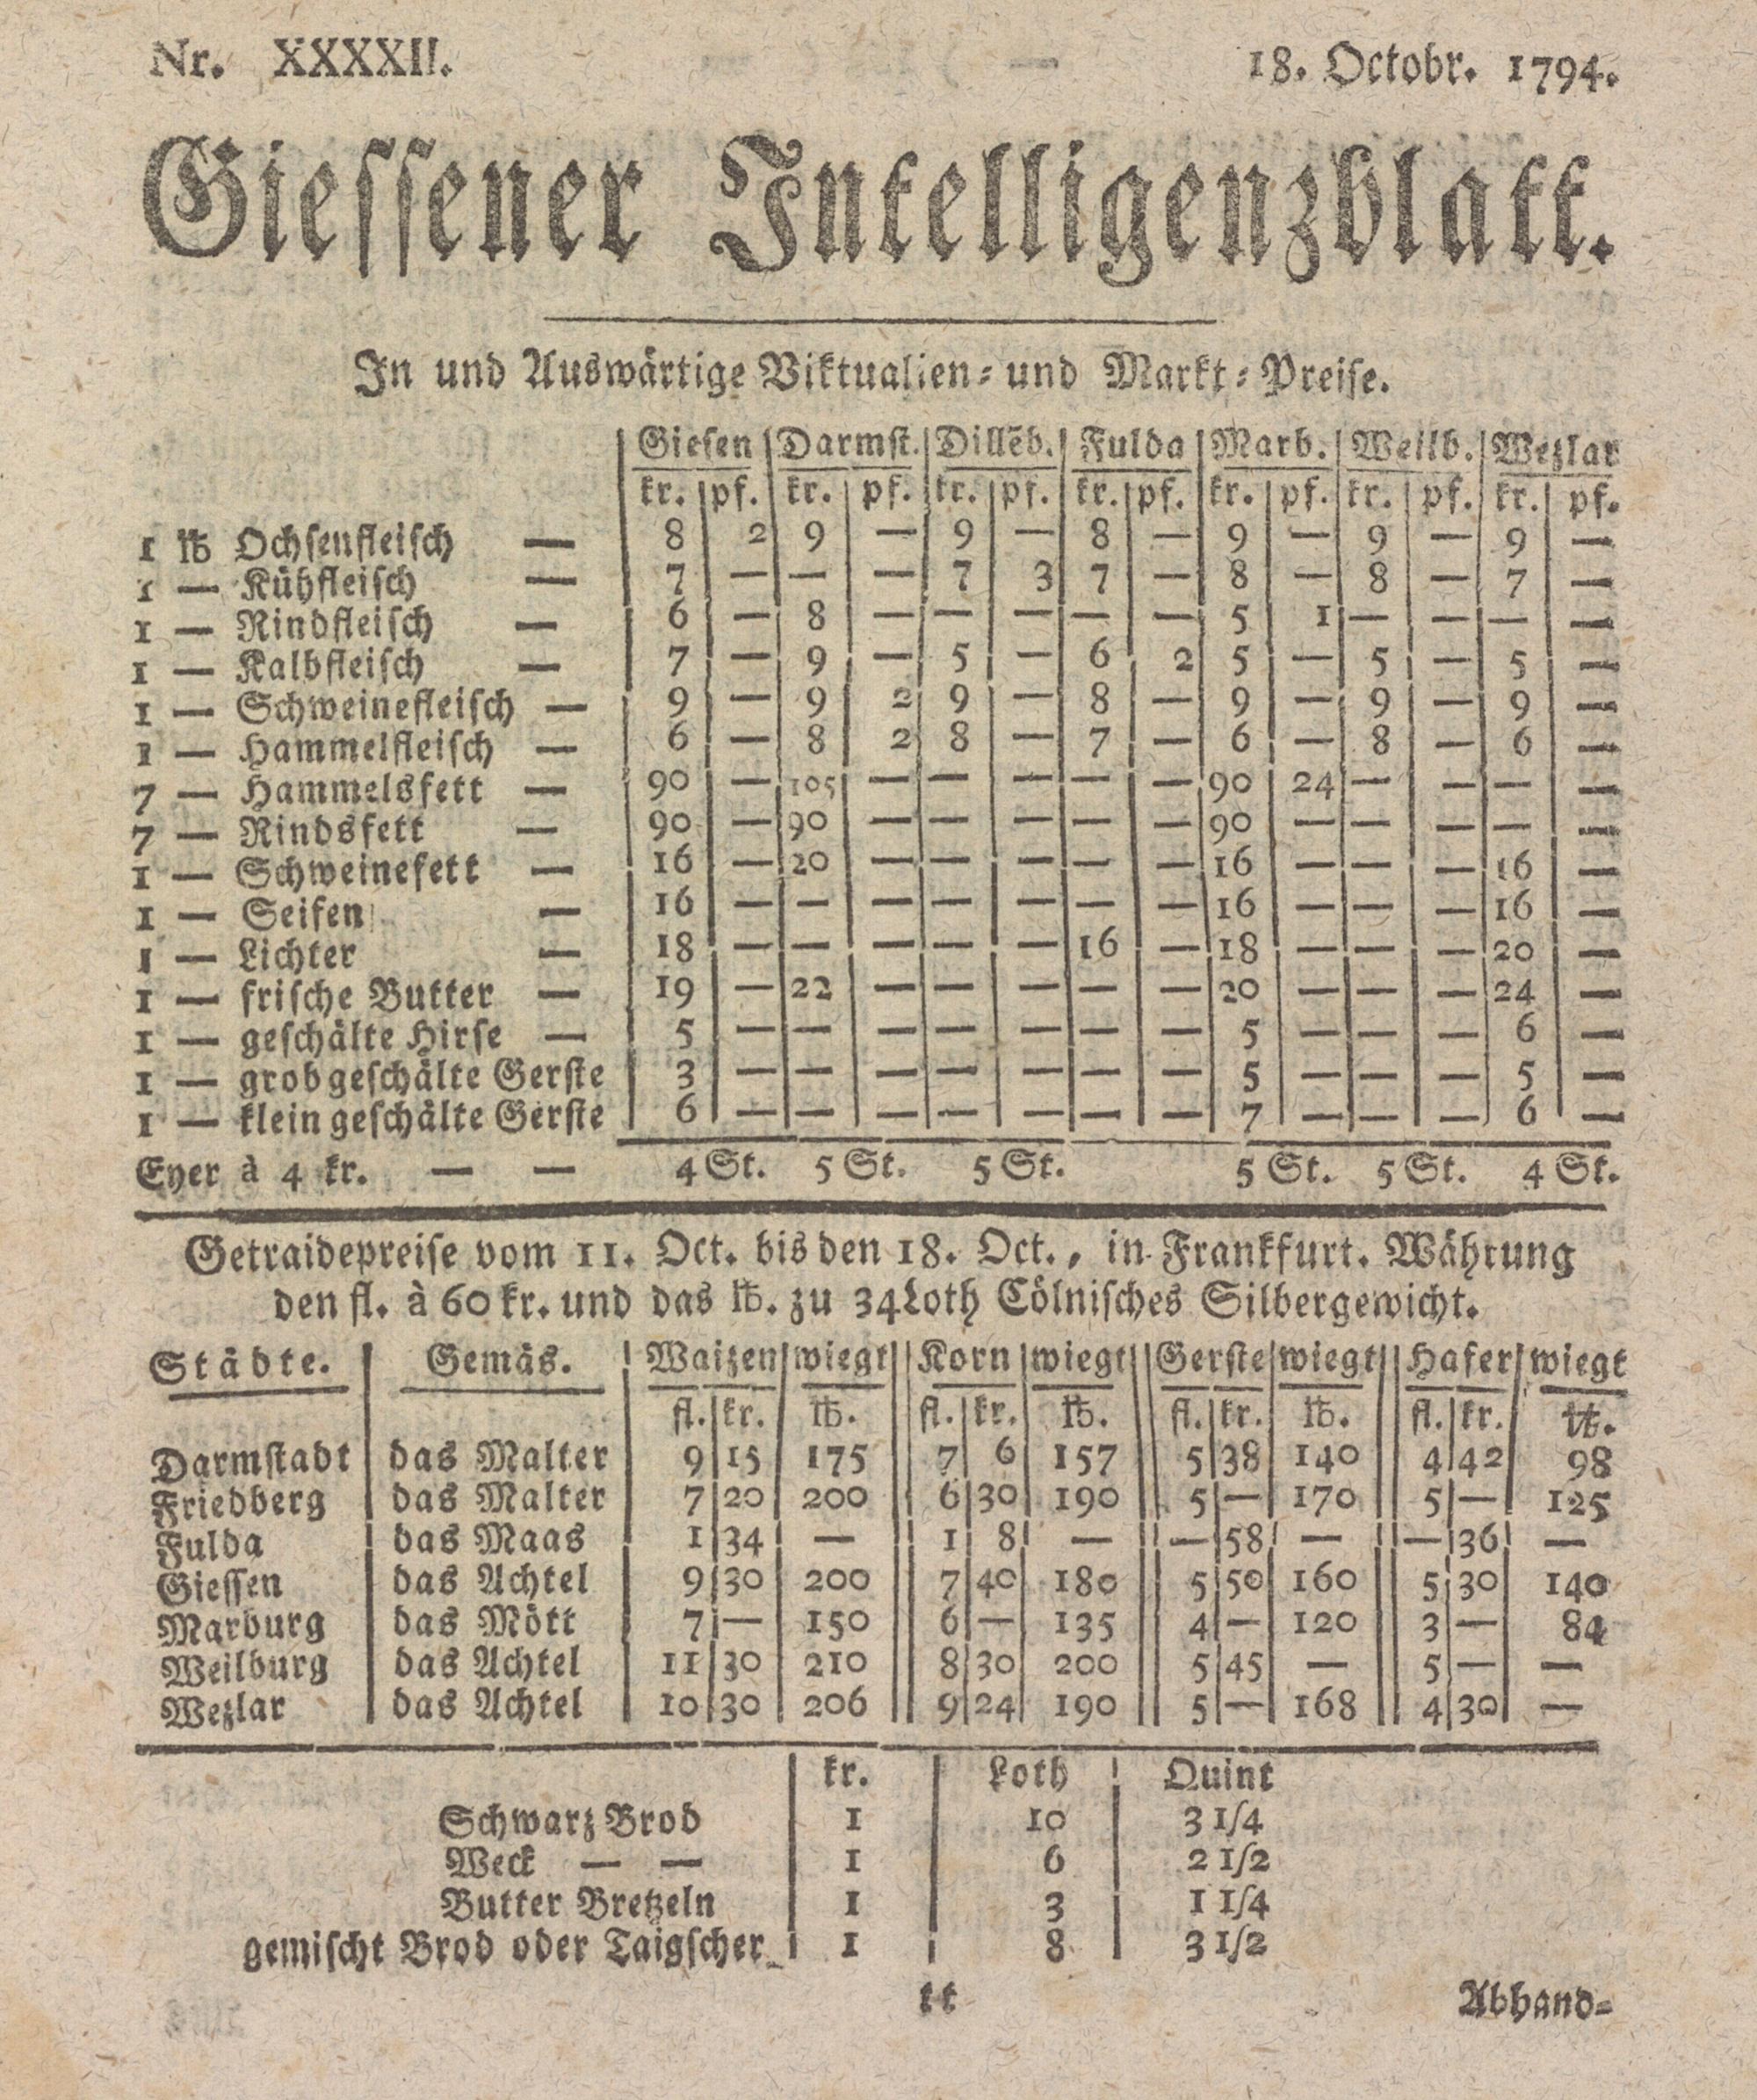 Nr. XXXXII. 18. Octobr. 1794.
Giessener Intelligenzblatt.
In und Auswärtige Viktualien- und Markt-Preise.
Giesen Darmst. Dillēb. Fulda Marb. Weilb. Wezlar
kr. pf. kr. pf. kr. pf. kr. pf. kr. pf. kr. pf. kr. pf.
1 ℔ Ochsenfleisch — 8 2 9 — 9 — 8 — 9 — 9 — 9 —
1 — Kühfleisch — 7 — — — 7 3 7 — 8 — 8 — 7 —
1 — Rindfleisch — 6 — 8 — — — — — 5 1 — — — —
1 — Kalbfleisch — 7 — 9 — 5 — 6 2 5 — 5 — 5 —
1 — Schweinefleisch — 9 — 9 2 9 — 8 — 9 — 9 — 9 —
1 — Hammelfleisch — 6 — 8 2 8 — 7 — 6 — 8 — 6 —
7 — Hammelsfett — 90 — 105 — — — — — 90 24 — — — —
7 — Rindsfett — 90 — 90 — — — — — 90 — — — — —
1 — Schweinefett — 16 — 20 — — — — — 16 — — — 16 —
1 — Seifen — 16 — — — — — — — 16 — — — 16 —
1 — Lichter — 18 — — — — — 16 — 18 — — — 20 —
1 — frische Butter — 19 — 22 — — — — — 20 — — — 24 —
1 — geschälte Hirse — 5 — — — — — — — 5 — — — 6 —
1 — grob geschälte Gerste 3 — — — — — — — 5 — — — 5 —
1 — klein geschälte Gerste 6 — — — — — — — 7 — — — 6 —
Eyer à 4 kr. — — 4 St. 5 St. 5 St. 5 St. 5 St. 4 St.
Getraidepreise vom 11. Oct. bis den 18. Oct., in Frankfurt. Währung
den fl. à 60 kr. und das ℔. zu 34 Loth Cölnisches Silbergewicht.
Städte. Gemäs. Waizen wiegt Korn wiegt Gerste wiegt Hafer wiegt
fl. kr. ℔. fl. kr. ℔. fl. kr. ℔. fl. kr. ℔.
Darmstadt das Malter 9 15 175 7 6 157 5 38 140 4 42 98
Friedberg das Malter 7 20 200 6 30 190 5 — 170 5 — 125
Fulda das Maas 1 34 — 1 8 — — 58 — — 36 —
Giessen das Achtel 9 30 200 7 40 180 5 50 160 5 30 140
Marburg das Mött 7 — 150 6 — 135 4 — 120 3 — 84
Weilburg das Achtel 11 30 210 8 30 200 5 45 — 5 — —
Wezlar das Achtel 10 30 206 9 24 190 5 — 168 4 30 —
kr. Loth Quint
Schwarz Brod 1 10 3 1/4
Weck — — 1 6 2 1/2
Butter Bretzeln 1 3 1 1/4
gemischt Brod oder Taigscher 1 8 3 1/2
tt Abhand-